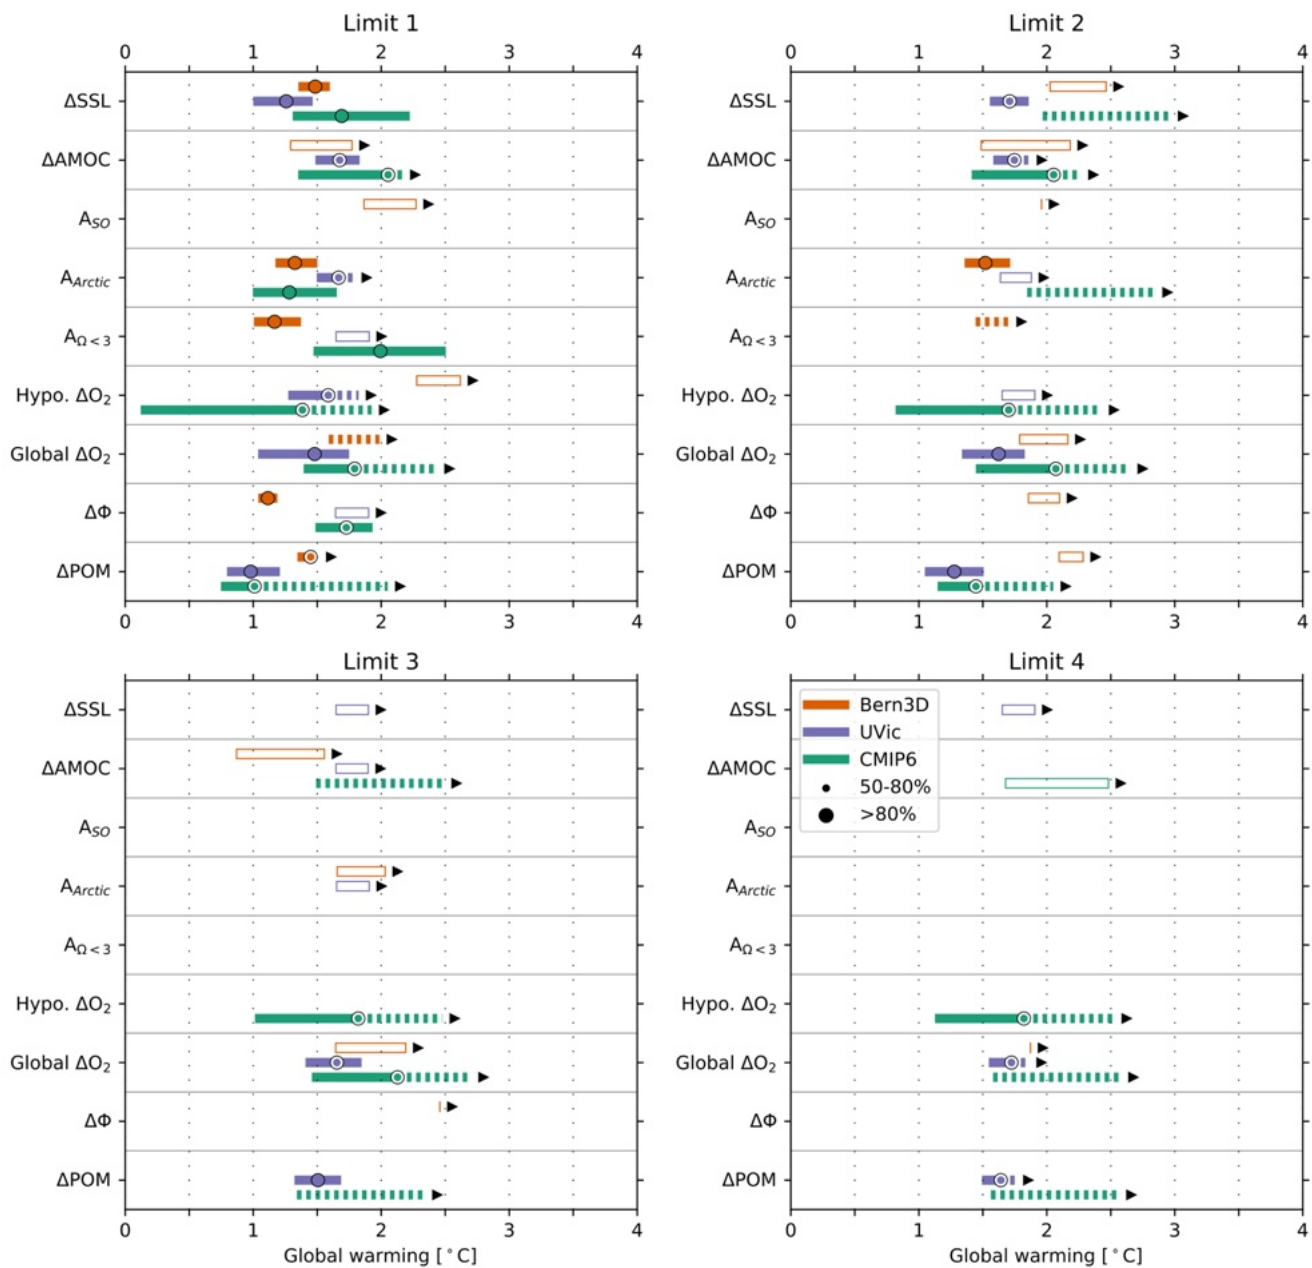 Limit 1
0 1 2 3 4
ΔSSL
ΔAMOC
A_SO
A_Arctic
A_Ω<3
Hypo. ΔO₂
Global ΔO₂
ΔΦ
ΔPOM
0 1 2 3 4
Limit 2
0 1 2 3 4
ΔSSL
ΔAMOC
A_SO
A_Arctic
A_Ω<3
Hypo. ΔO₂
Global ΔO₂
ΔΦ
ΔPOM
0 1 2 3 4
Limit 3
ΔSSL
ΔAMOC
A_SO
A_Arctic
A_Ω<3
Hypo. ΔO₂
Global ΔO₂
ΔΦ
ΔPOM
0 1 2 3 4
Global warming [°C]
Limit 4
Bern3D
UVic
CMIP6
50-80%
>80%
ΔSSL
ΔAMOC
A_SO
A_Arctic
A_Ω<3
Hypo. ΔO₂
Global ΔO₂
ΔΦ
ΔPOM
0 1 2 3 4
Global warming [°C]